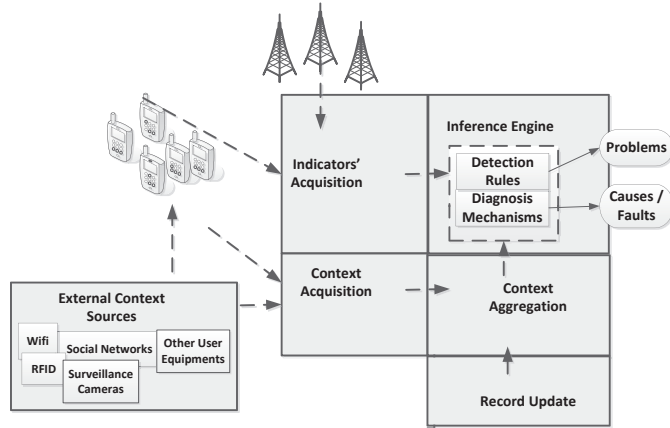 Inference Engine
Indicators'
Acquisition
Detection
Rules
Diagnosis
Mechanisms
Problems
Causes /
Faults
External Context
Sources
Wifi
Social Networks
Other User
Equipments
RFID
Surveillance
Cameras
Context
Acquisition
Context
Aggregation
Record Update